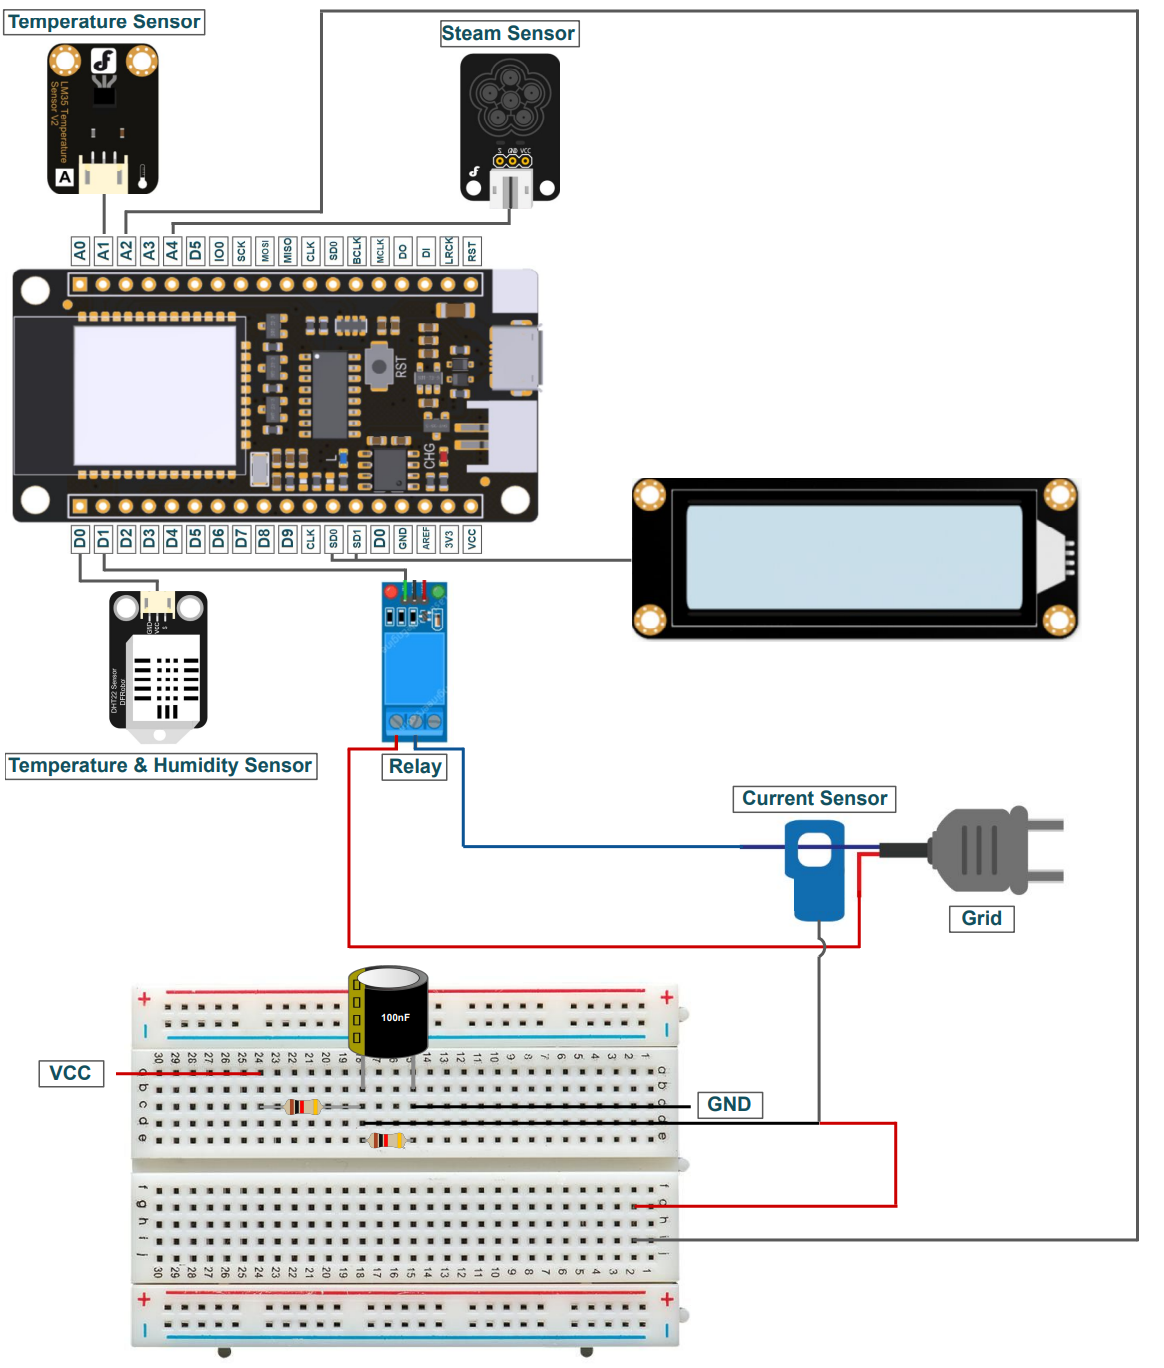 Temperature Sensor
Steam Sensor
LM35 Temperature
Sensor V2
A
S GND VCC
A0 A1 A2 A3 A4 D5 IO0 SCK MOSI MISO CLK SD0 BCLK MCLK DO DI LRCK RST
RST
L
CHG
D0 D1 D2 D3 D4 D5 D6 D7 D8 D9 CLK SD0 SD1 D0 GND AREF 3V3 VCC
GND
VCC
DHT22 Sensor
DFRobot
Temperature & Humidity Sensor
Relay
Current Sensor
Grid
100nF
+ +
30 29 28 27 26 25 24 23 22 21 20 19 18 17 15 14 13 12 11 10 9 8 7 6 5 4 3 2 1
VCC
a a
b b
c c
GND
d d
e e
f f
g g
h h
i i
j j
30 29 28 27 26 25 24 23 22 21 20 19 18 17 16 15 14 13 12 11 10 9 8 7 6 5 4 3 2 1
+ +